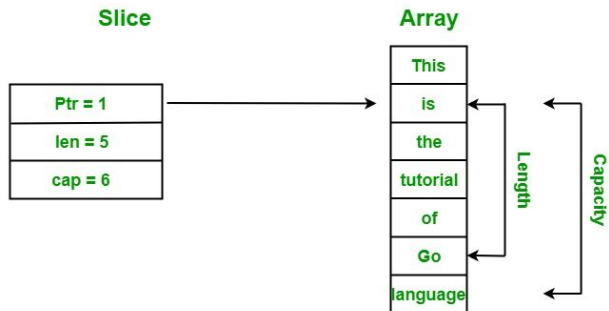 Slice
Ptr = 1
len = 5
cap = 6
Array
This
is
the
tutorial
of
Go
language
Length
Capacity